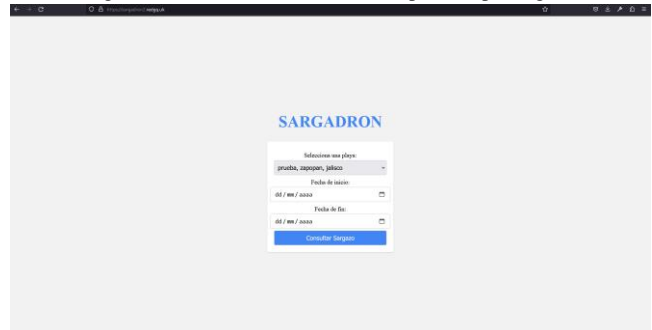 SARGADRON
Selecciona una playa:
prueba, zapopan, jalisco
Fecha de inicio:
dd / mm / aaaa
Fecha de fin:
dd / mm / aaaa
Consultar Sargazo